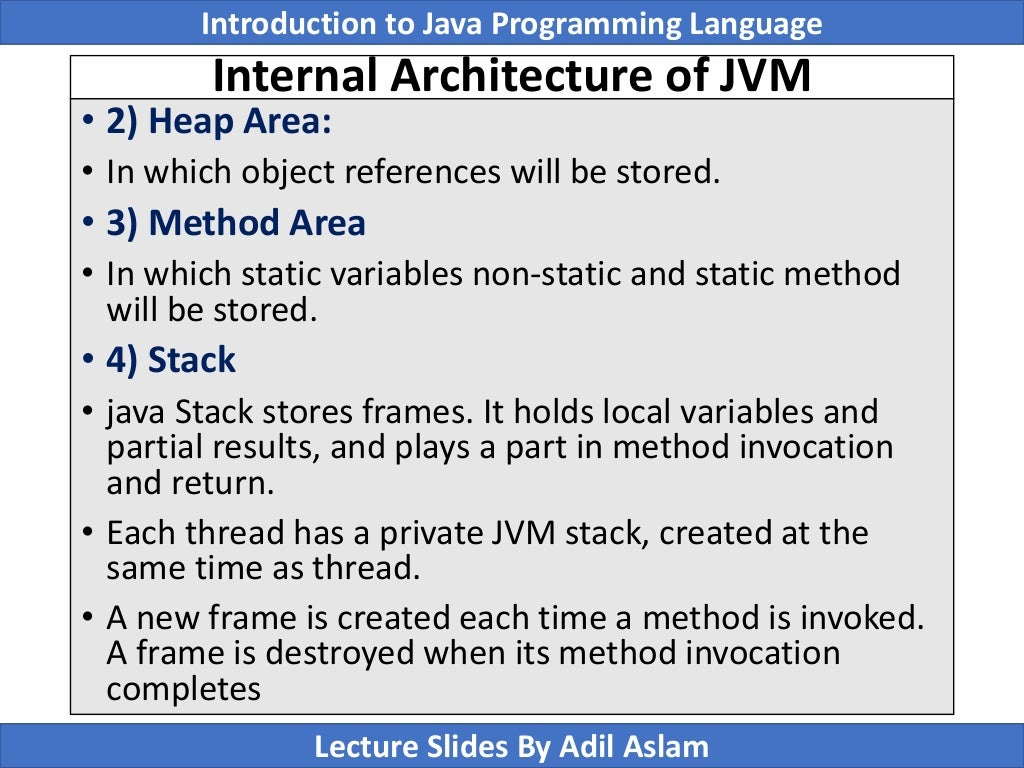 Introduction to Java Programming Language
Internal Architecture of JVM
• 2) Heap Area:
• In which object references will be stored.
• 3) Method Area
• In which static variables non-static and static method
will be stored.
• 4) Stack
• java Stack stores frames. It holds local variables and
partial results, and plays a part in method invocation
and return.
• Each thread has a private JVM stack, created at the
same time as thread.
• A new frame is created each time a method is invoked.
A frame is destroyed when its method invocation
completes
Lecture Slides By Adil Aslam